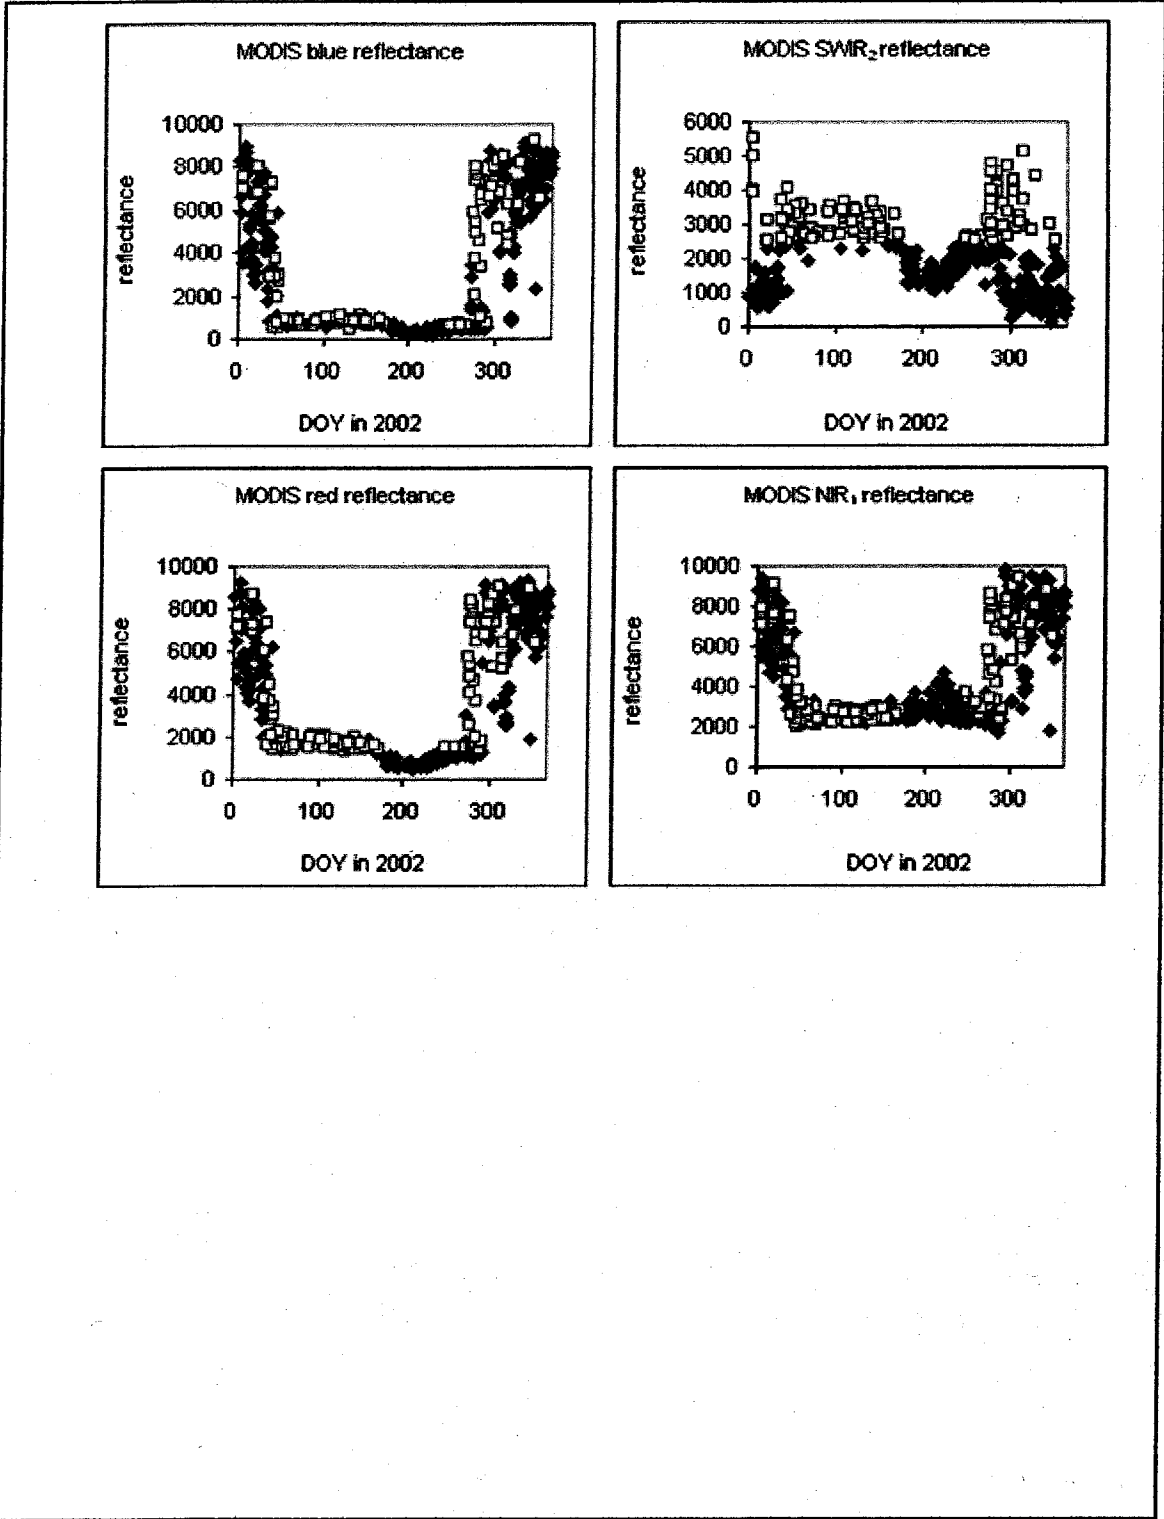 MODIS blue reflectance
10000
8000
6000
4000
2000
0
reflectance
0 100 200 300
DOY in 2002
MODIS SWIR₂ reflectance
6000
5000
4000
3000
2000
1000
0
reflectance
0 100 200 300
DOY in 2002
MODIS red reflectance
10000
8000
6000
4000
2000
0
reflectance
0 100 200 300
DOY in 2002
MODIS NIR₁ reflectance
10000
8000
6000
4000
2000
0
reflectance
0 100 200 300
DOY in 2002